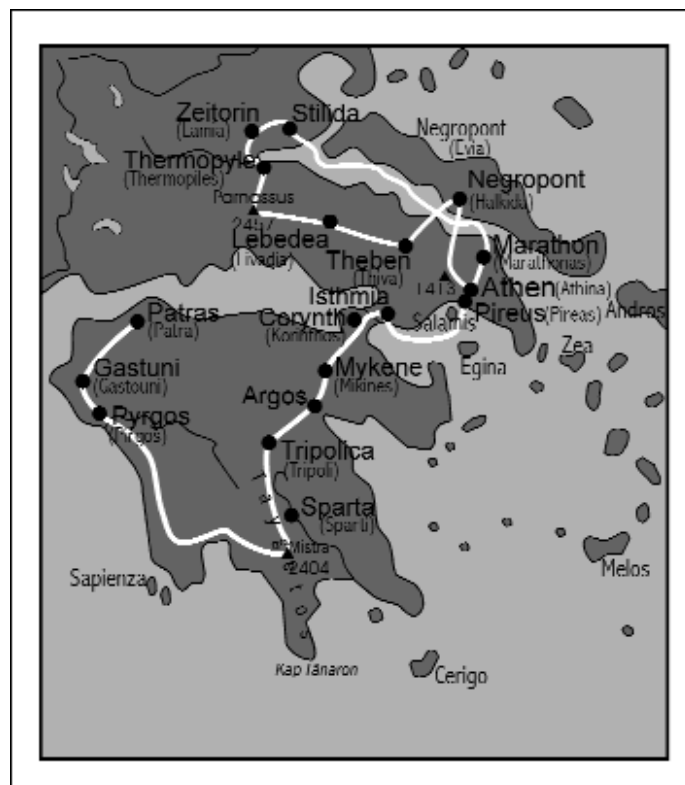 Zeitorin
(Lamia)
Stilida
Negropont
(Evia)
Thermopyle
(Thermopiles)
Parnassus
2457
Negropont
(Halkida)
Lebedea
(Livadia)
Theben
(Thiva)
Marathon
(Marathonas)
1413
Athen (Athina)
Isthmia
Patras
(Patra)
Corynth
(Korinthos)
Salamis
Pireus (Pireas)
Andros
Egina
Zea
Gastuni
(Gastouni)
Mykene
(Mikines)
Argos
Pyrgos
(Pirgos)
Tripolica
(Tripoli)
Taygatos
Sparta
(Sparti)
Mistra
2404
Sapienza
Melos
Kap Tänaron
Cerigo